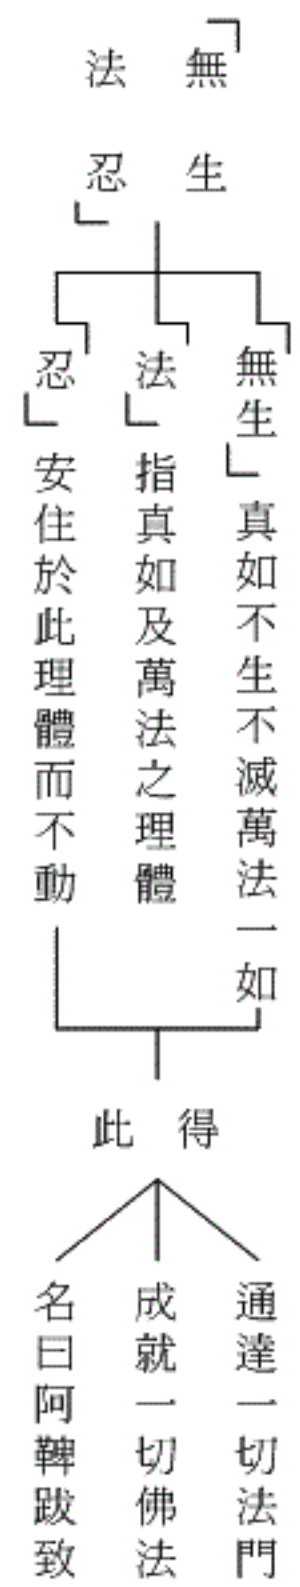 ﹁無生
法忍﹂
﹁無生﹂真如不生不滅萬法一如
﹁法﹂指真如及萬法之理體
﹁忍﹂安住於此理體而不動
得此
通達一切法門
成就一切佛法
名曰阿鞞跋致